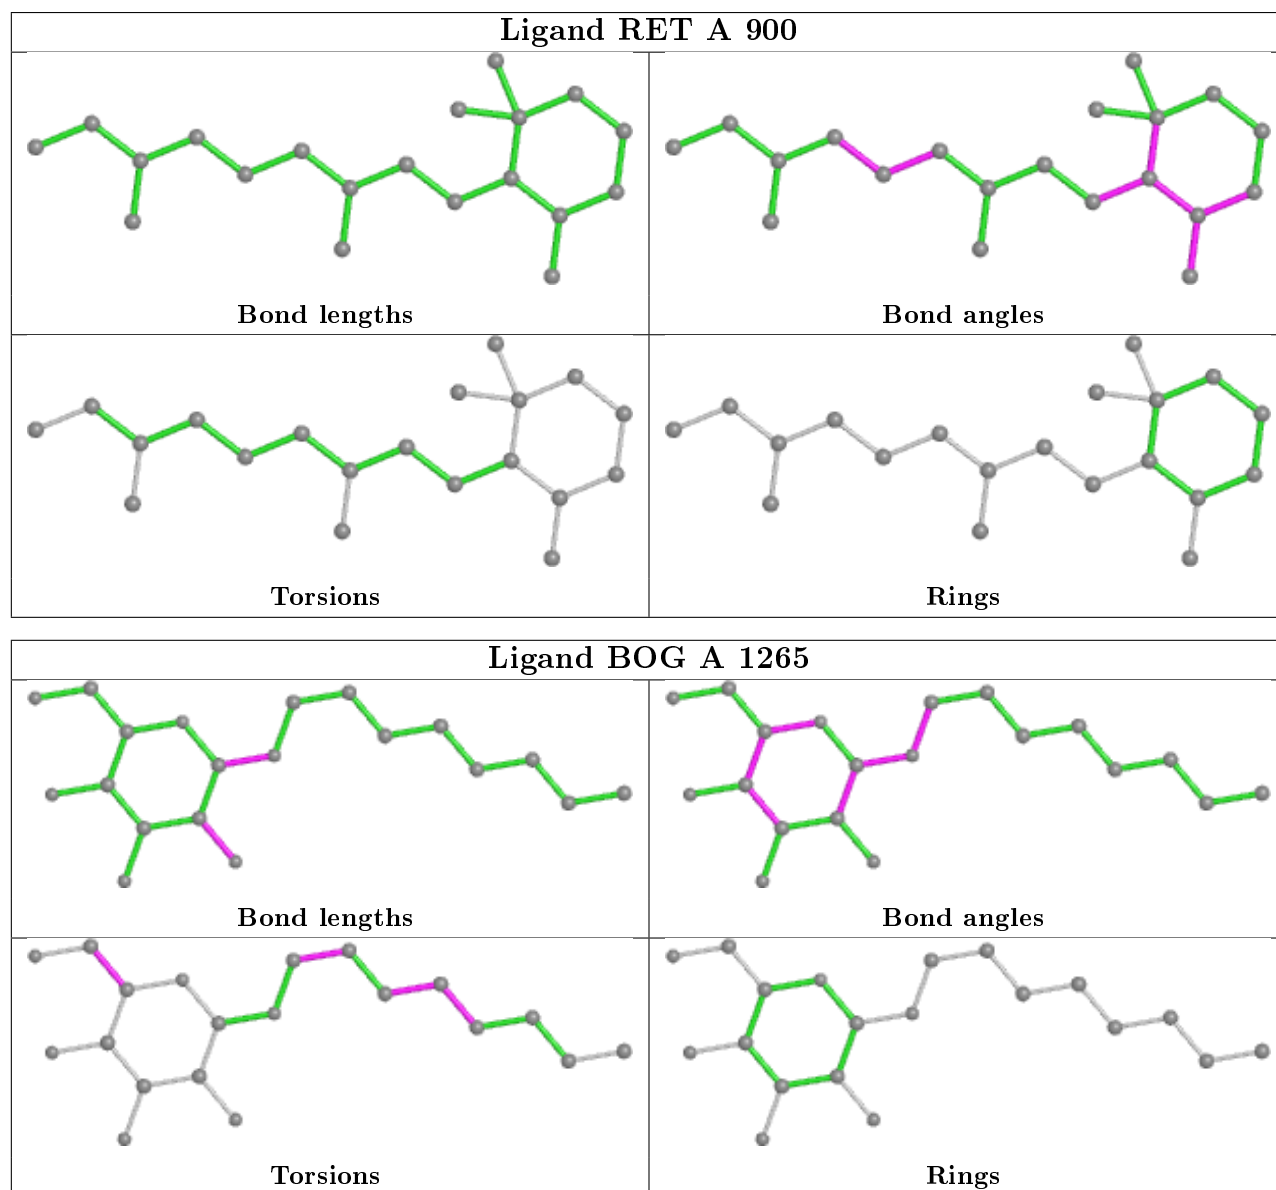 Ligand RET A 900
Bond lengths
Bond angles
Torsions
Rings
Ligand BOG A 1265
Bond lengths
Bond angles
Torsions
Rings